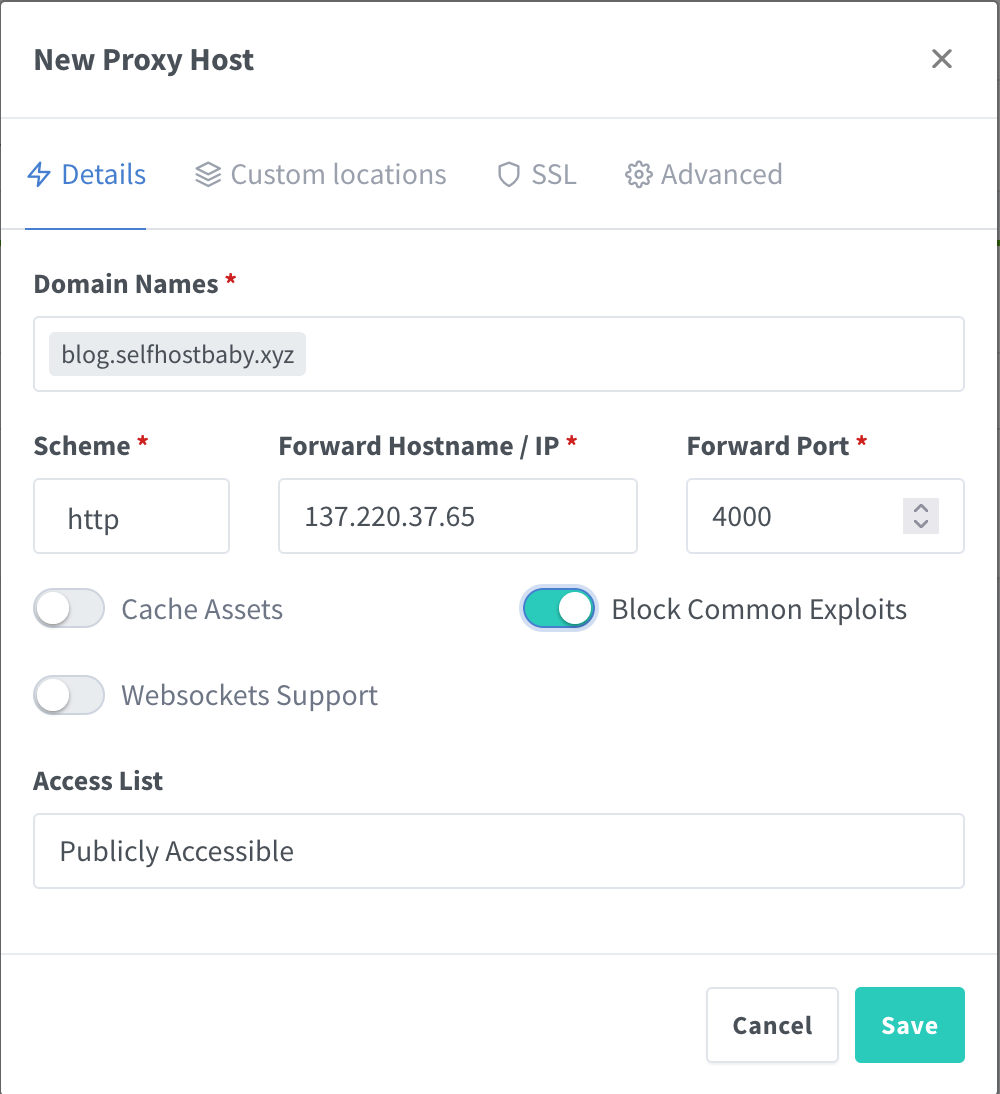 New Proxy Host
Details Custom locations SSL Advanced
Domain Names *
blog.selfhostbaby.xyz
Scheme * Forward Hostname / IP * Forward Port *
http 137.220.37.65 4000
Cache Assets Block Common Exploits
Websockets Support
Access List
Publicly Accessible
Cancel Save